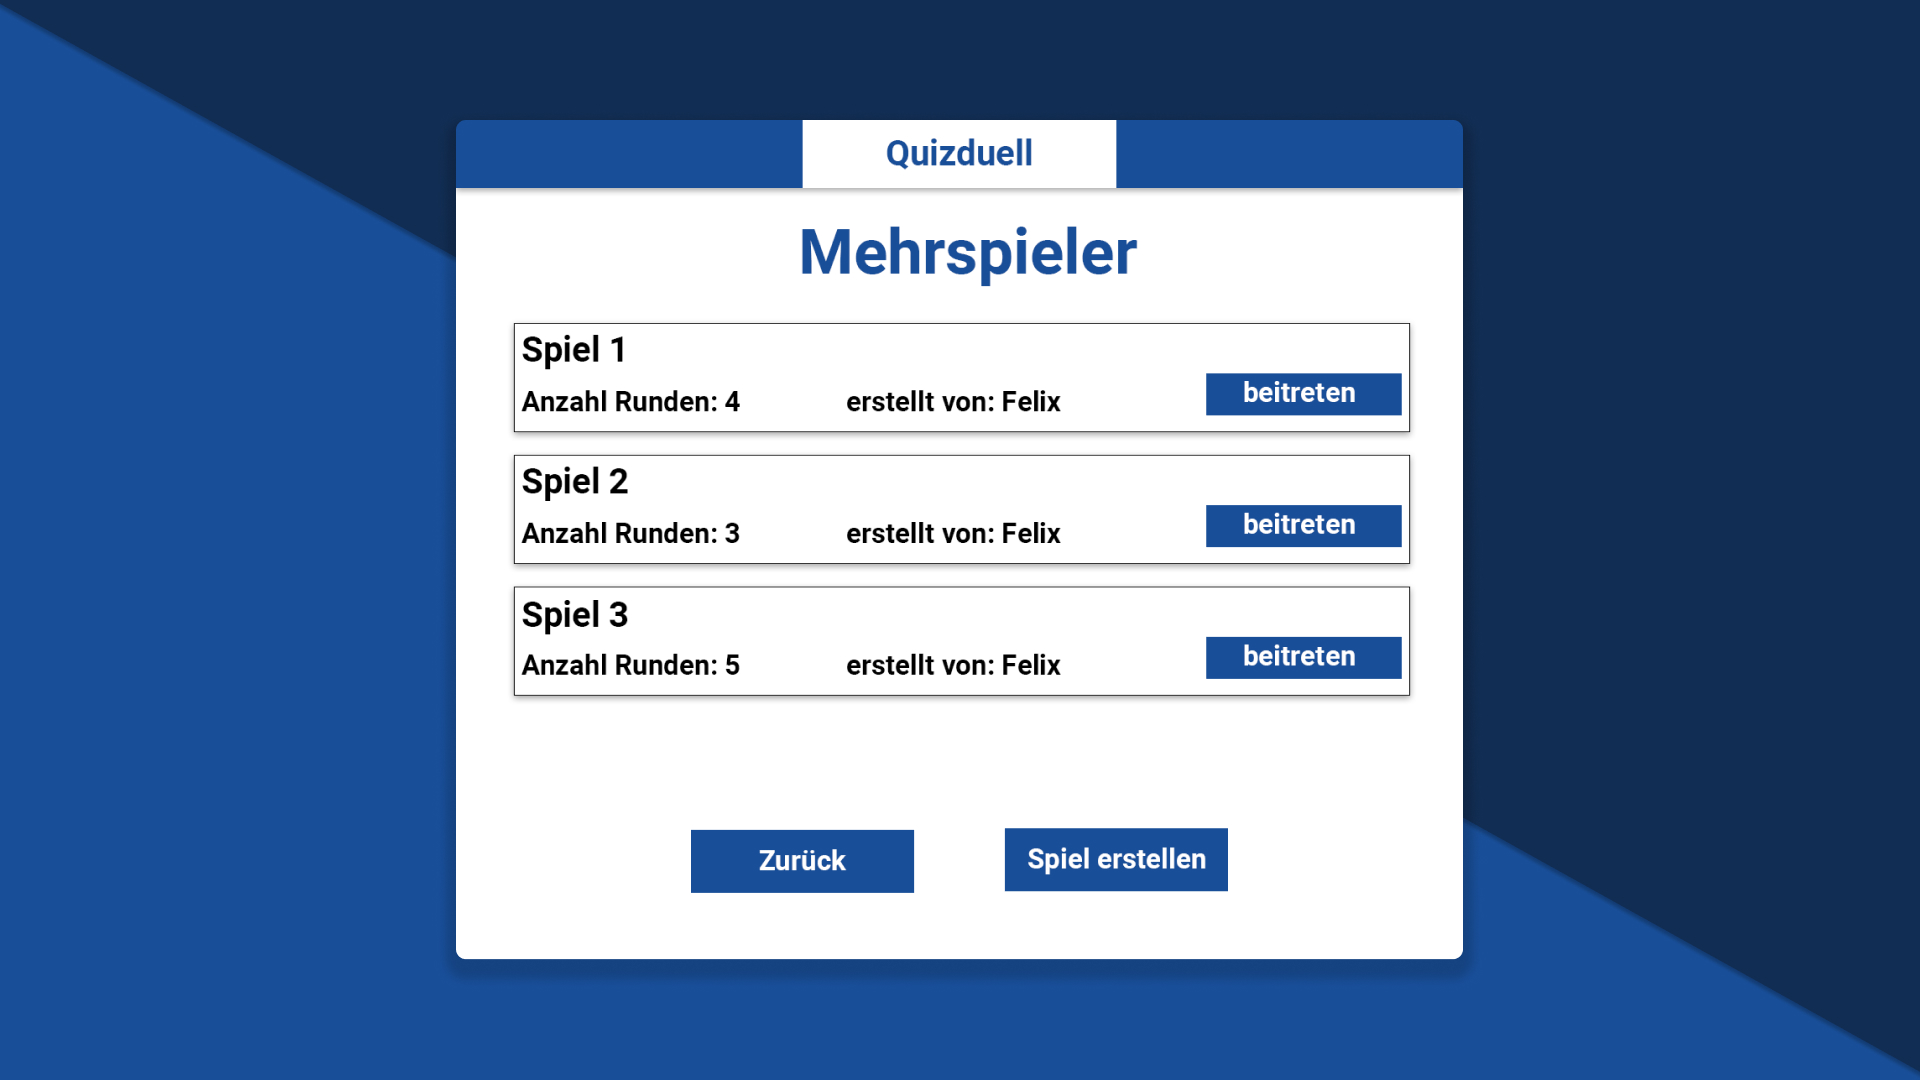 Quizduell
Mehrspieler
Spiel 1
Anzahl Runden: 4 erstellt von: Felix beitreten
Spiel 2
Anzahl Runden: 3 erstellt von: Felix beitreten
Spiel 3
Anzahl Runden: 5 erstellt von: Felix beitreten
Zurück Spiel erstellen